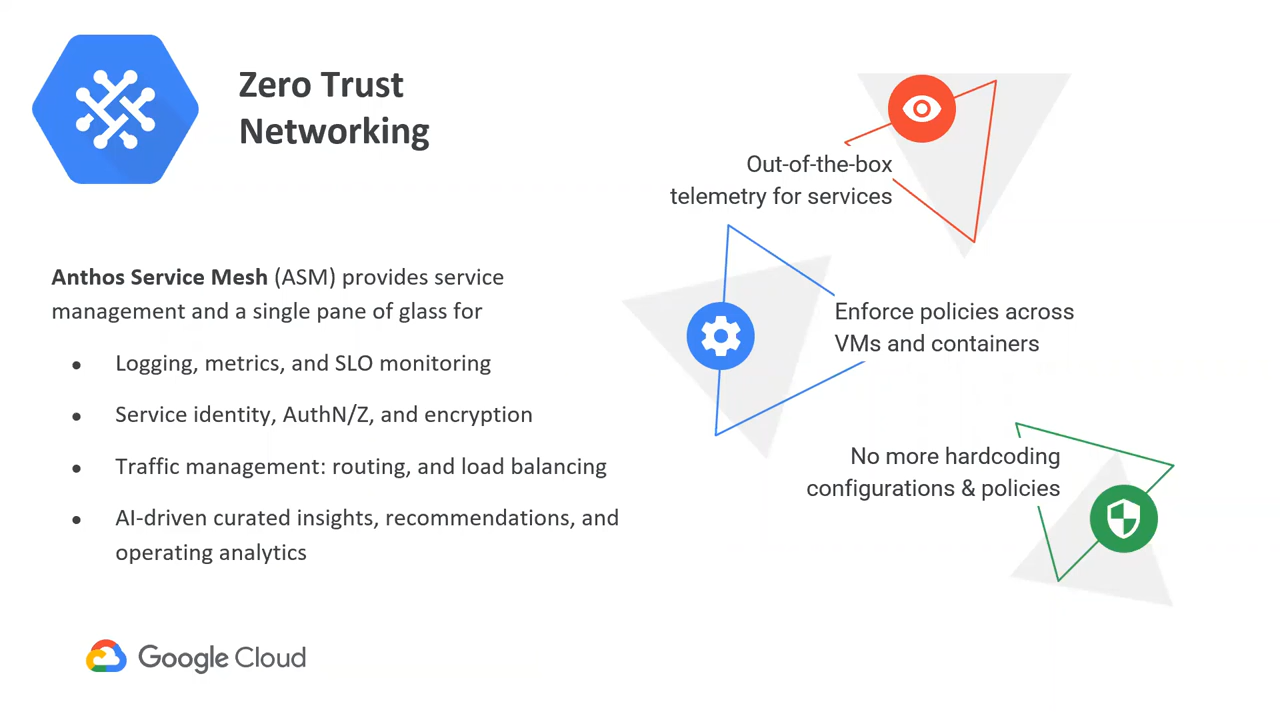 Zero Trust
Networking
Anthos Service Mesh (ASM) provides service
management and a single pane of glass for
● Logging, metrics, and SLO monitoring
● Service identity, AuthN/Z, and encryption
● Traffic management: routing, and load balancing
● AI-driven curated insights, recommendations, and
operating analytics
Out-of-the-box
telemetry for services
Enforce policies across
VMs and containers
No more hardcoding
configurations & policies
Google Cloud